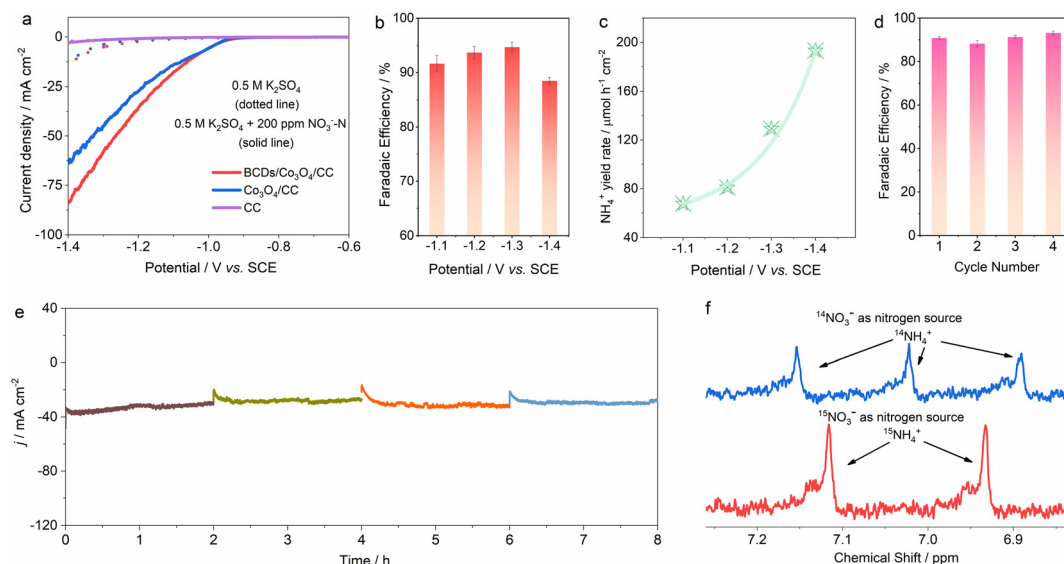 a
Current density / mA cm⁻²
0
-25
-50
-75
-100
0.5 M K₂SO₄
(dotted line)
0.5 M K₂SO₄ + 200 ppm NO₃⁻-N
(solid line)
BCDs/Co₃O₄/CC
Co₃O₄/CC
CC
-1.4 -1.2 -1.0 -0.8 -0.6
Potential / V vs. SCE
b
Faradaic Efficiency / %
100
95
90
85
80
60
-1.1 -1.2 -1.3 -1.4
Potential / V vs. SCE
c
NH₄⁺ yield rate / μmol h⁻¹ cm⁻²
200
160
120
80
40
-1.1 -1.2 -1.3 -1.4
Potential / V vs. SCE
d
Faradaic Efficiency / %
100
80
60
40
20
0
1 2 3 4
Cycle Number
e
j / mA cm⁻²
40
0
-40
-80
-120
0 1 2 3 4 5 6 7 8
Time / h
f
¹⁴NO₃⁻ as nitrogen source
¹⁴NH₄⁺
¹⁵NO₃⁻ as nitrogen source
¹⁵NH₄⁺
7.2 7.1 7.0 6.9
Chemical Shift / ppm